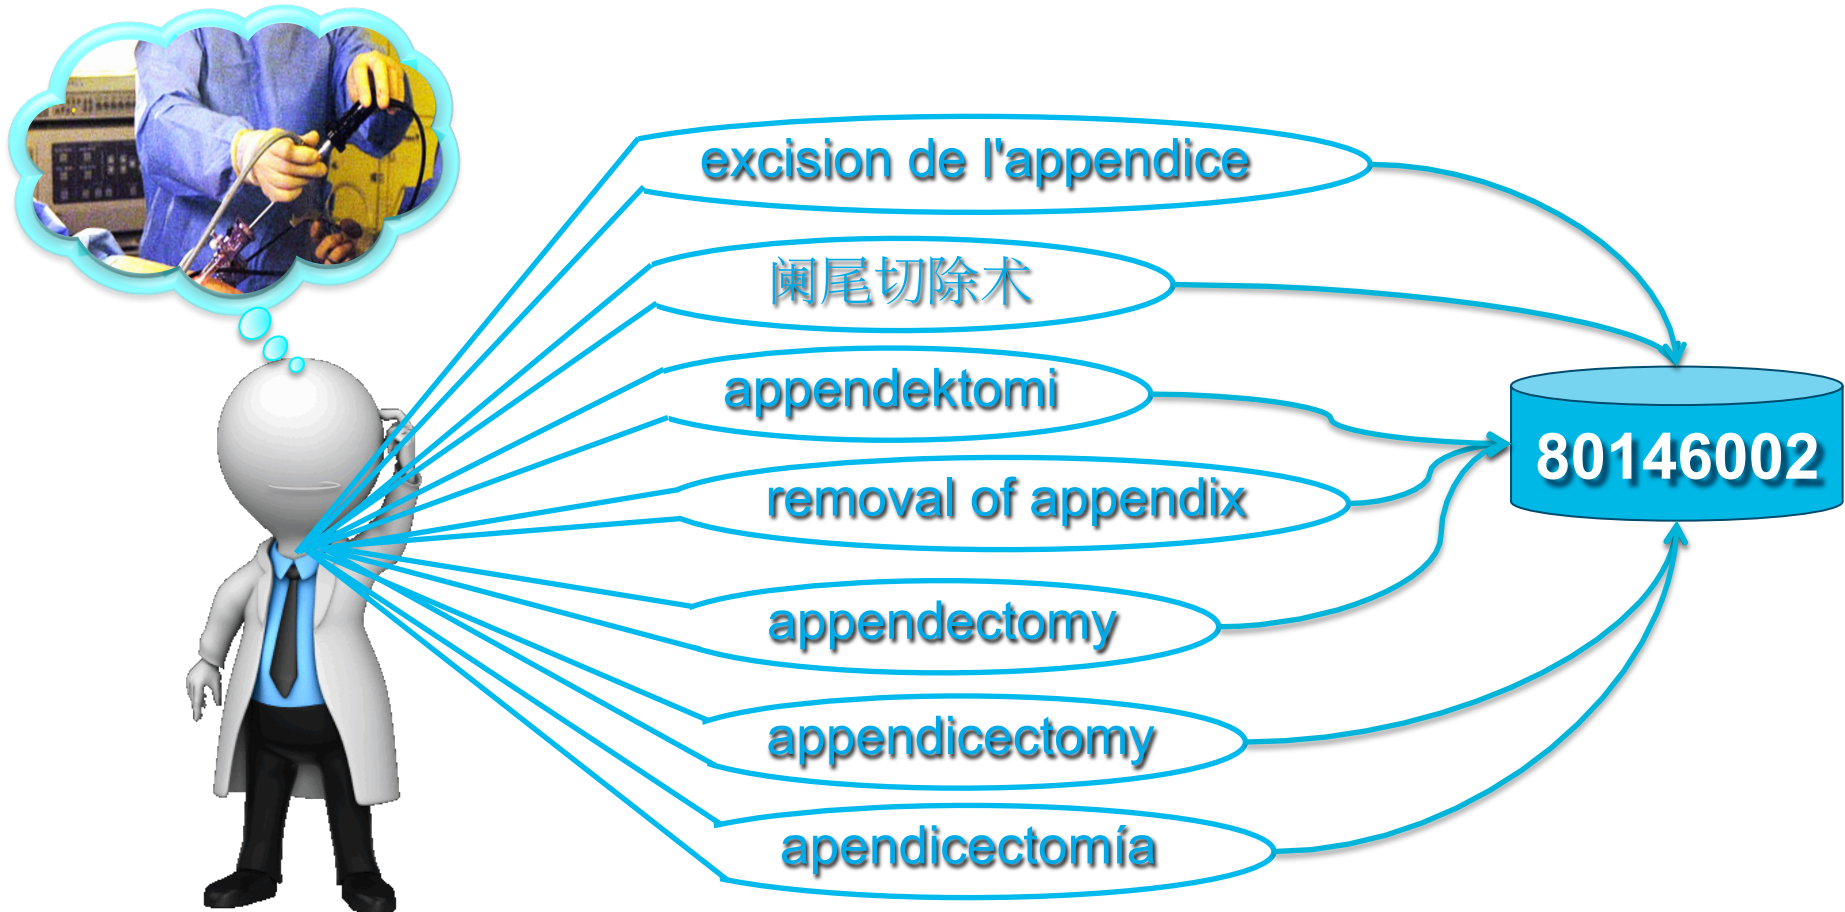 excision de l'appendice
阑尾切除术
appendektomi
removal of appendix
appendectomy
appendicectomy
apendicectomía
80146002